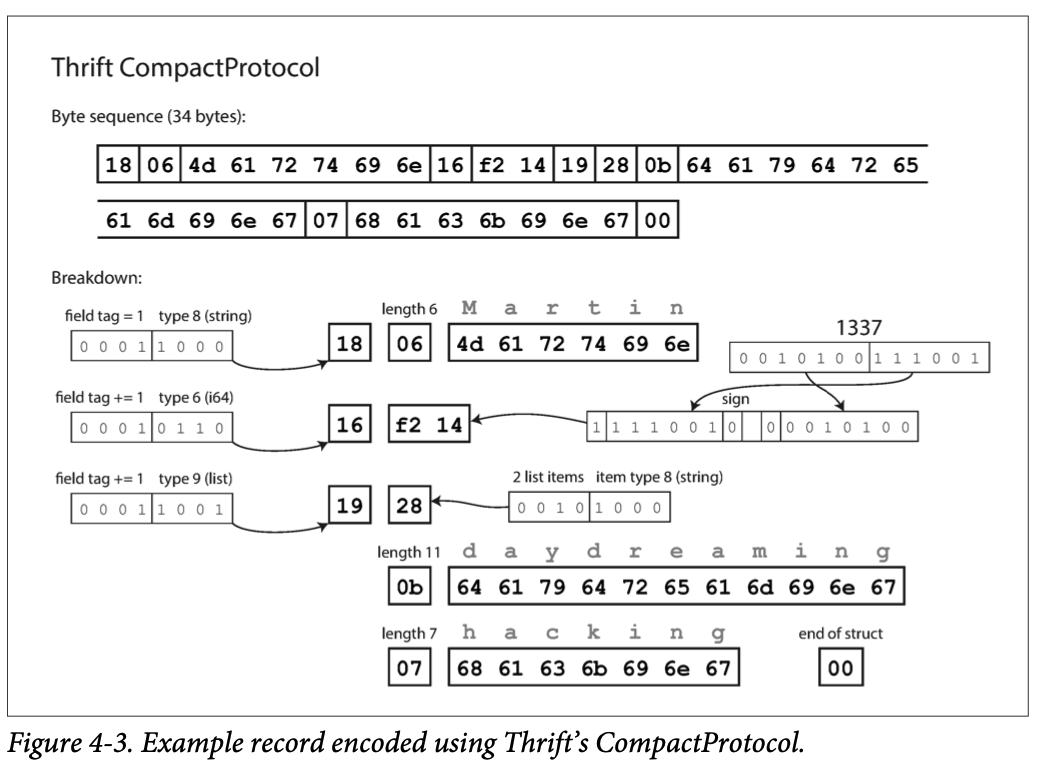 Thrift CompactProtocol
Byte sequence (34 bytes):
18 06 4d 61 72 74 69 6e 16 f2 14 19 28 0b 64 61 79 64 72 65
61 6d 69 6e 67 07 68 61 63 6b 69 6e 67 00
Breakdown:
field tag = 1 type 8 (string)
0 0 0 1 1 0 0 0
18
length 6
06
M a r t i n
4d 61 72 74 69 6e
1337
0 0 1 0 1 0 0 1 1 1 0 0 1
field tag += 1 type 6 (i64)
0 0 0 1 0 1 1 0
16
f2 14
sign
1 1 1 1 0 0 1 0 0 0 0 1 0 1 0 0
field tag += 1 type 9 (list)
0 0 0 1 1 0 0 1
19
28
2 list items item type 8 (string)
0 0 1 0 1 0 0 0
length 11
0b
d a y d r e a m i n g
64 61 79 64 72 65 61 6d 69 6e 67
length 7
07
h a c k i n g
68 61 63 6b 69 6e 67
end of struct
00
Figure 4-3. Example record encoded using Thrift's CompactProtocol.